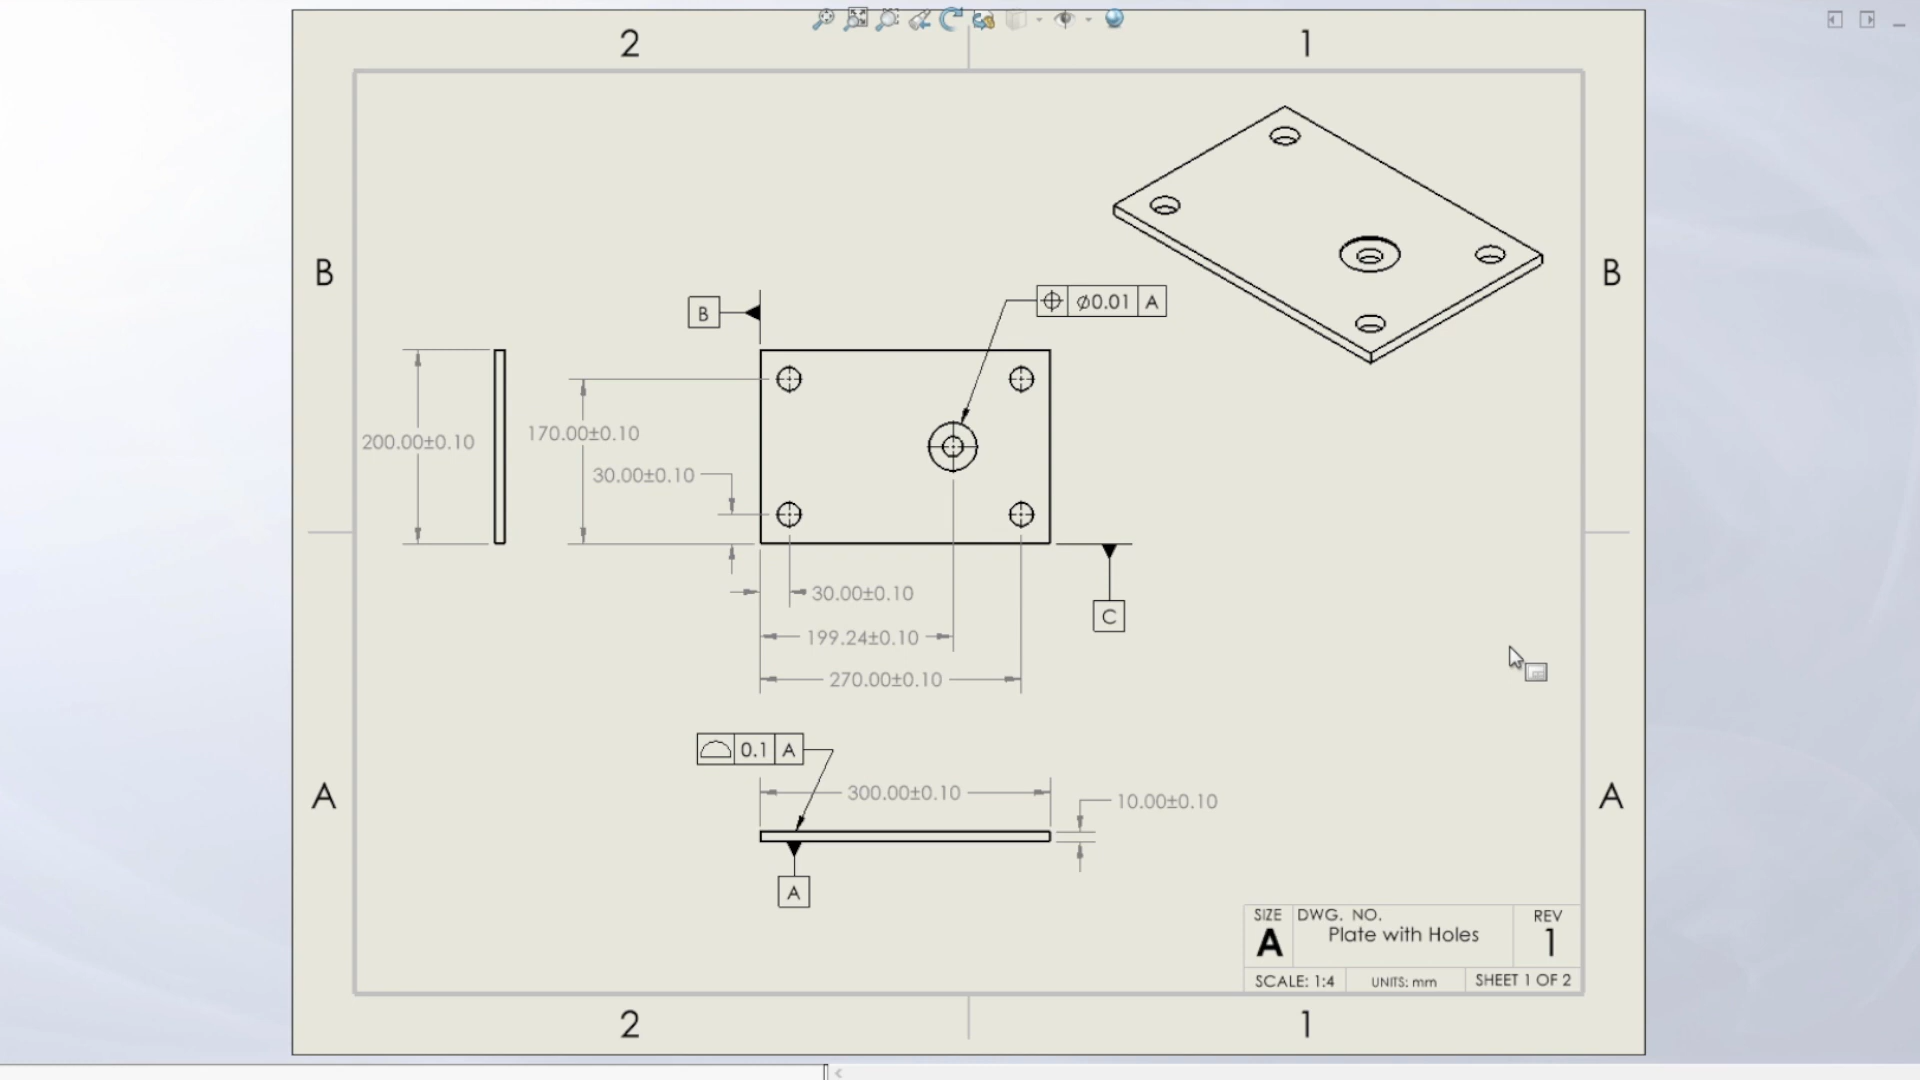 2
1
B
B
B
⌀0.01
A
200.00±0.10
170.00±0.10
30.00±0.10
30.00±0.10
C
199.24±0.10
270.00±0.10
0.1
A
A
A
300.00±0.10
10.00±0.10
A
SIZE
A
DWG. NO.
Plate with Holes
REV
1
SCALE: 1:4
UNITS: mm
SHEET 1 OF 2
2
1